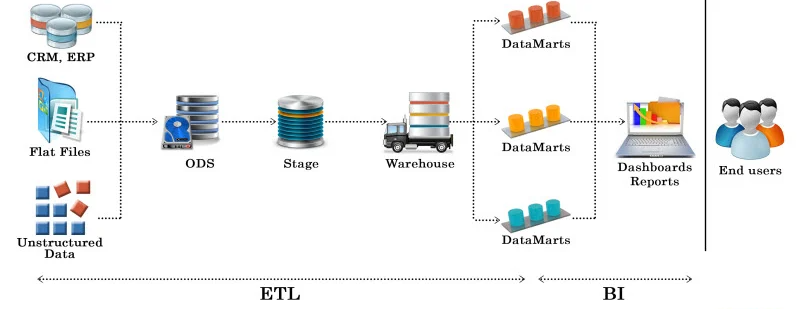 CRM, ERP
Flat Files
Unstructured
Data
ODS
Stage
Warehouse
DataMarts
DataMarts
DataMarts
Dashboards
Reports
End users
ETL
BI